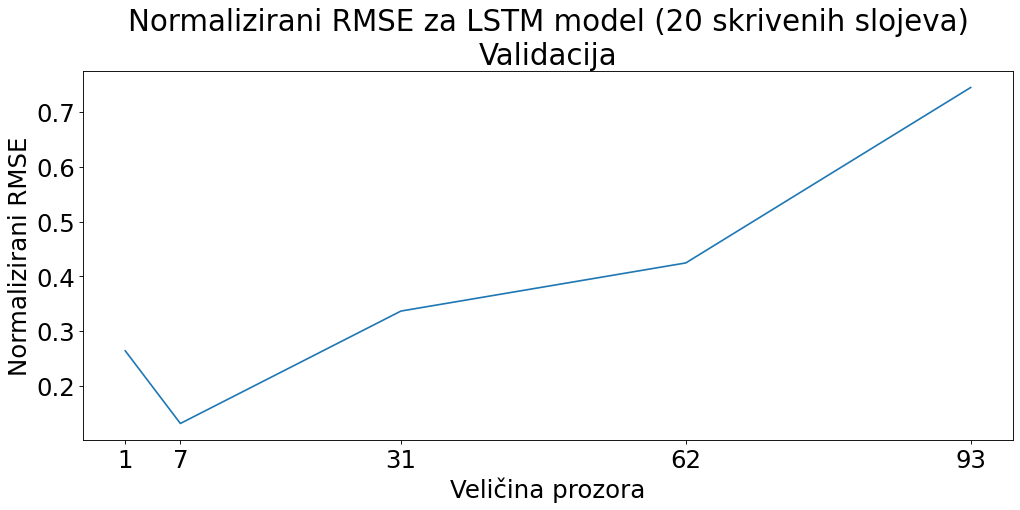 Normalizirani RMSE za LSTM model (20 skrivenih slojeva)
Validacija
Normalizirani RMSE
0.7
0.6
0.5
0.4
0.3
0.2
1 7 31 62 93
Veličina prozora